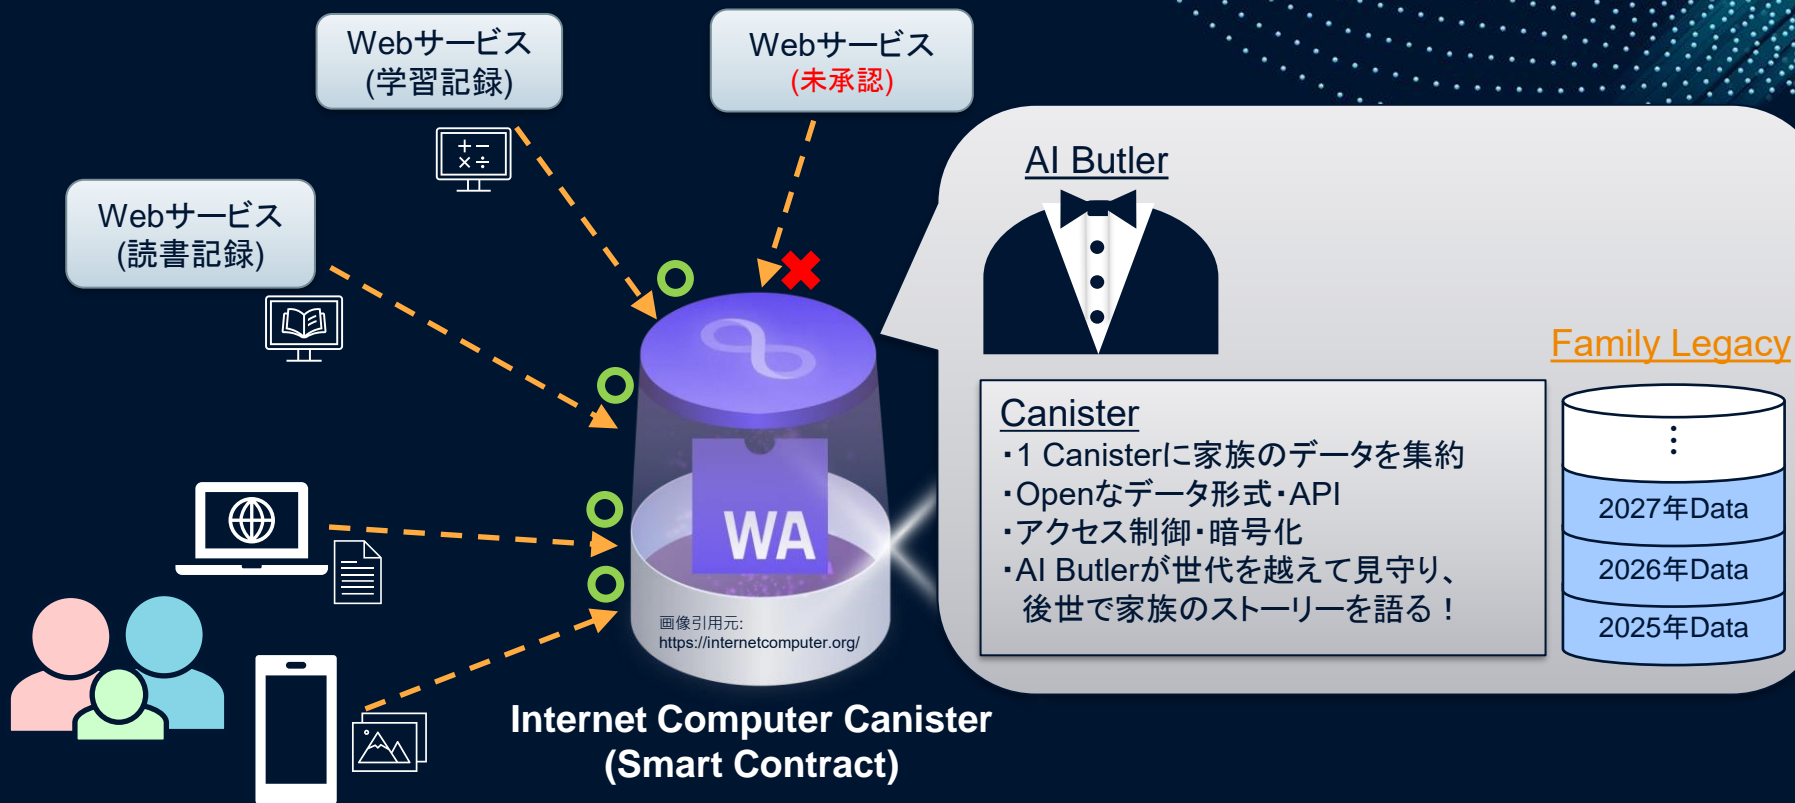 Webサービス
(学習記録)
Webサービス
(未承認)
Webサービス
(読書記録)
AI Butler
Family Legacy
Canister
・1 Canisterに家族のデータを集約
・Openなデータ形式・API
・アクセス制御・暗号化
・AI Butlerが世代を越えて見守り、
後世で家族のストーリーを語る！
⋮
2027年Data
2026年Data
2025年Data
WA
画像引用元:
https://internetcomputer.org/
Internet Computer Canister
(Smart Contract)